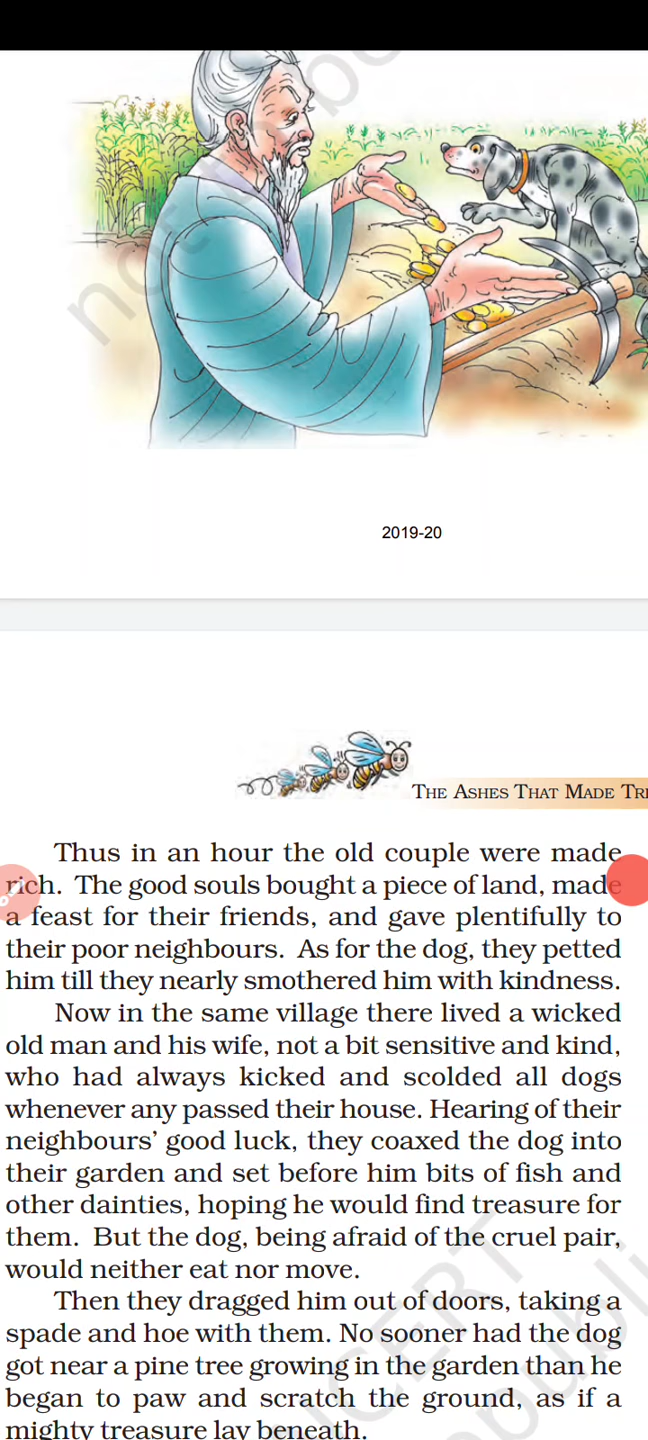 not
be
2019-20
THE ASHES THAT MADE
Thus in an hour the old couple were made
rich. The good souls bought a piece of land, made
a feast for their friends, and gave plentifully to
their poor neighbours. As for the dog, they petted
him till they nearly smothered him with kindness.
Now in the same village there lived a wicked
old man and his wife, not a bit sensitive and kind,
who had always kicked and scolded all dogs
whenever any passed their house. Hearing of their
neighbours' good luck, they coaxed the dog into
their garden and set before him bits of fish and
other dainties, hoping he would find treasure for
them. But the dog, being afraid of the cruel pair,
would neither eat nor move.
Then they dragged him out of doors, taking a
spade and hoe with them. No sooner had the dog
got near a pine tree growing in the garden than he
began to paw and scratch the ground, as if a
mighty treasure lay beneath.
NCERT